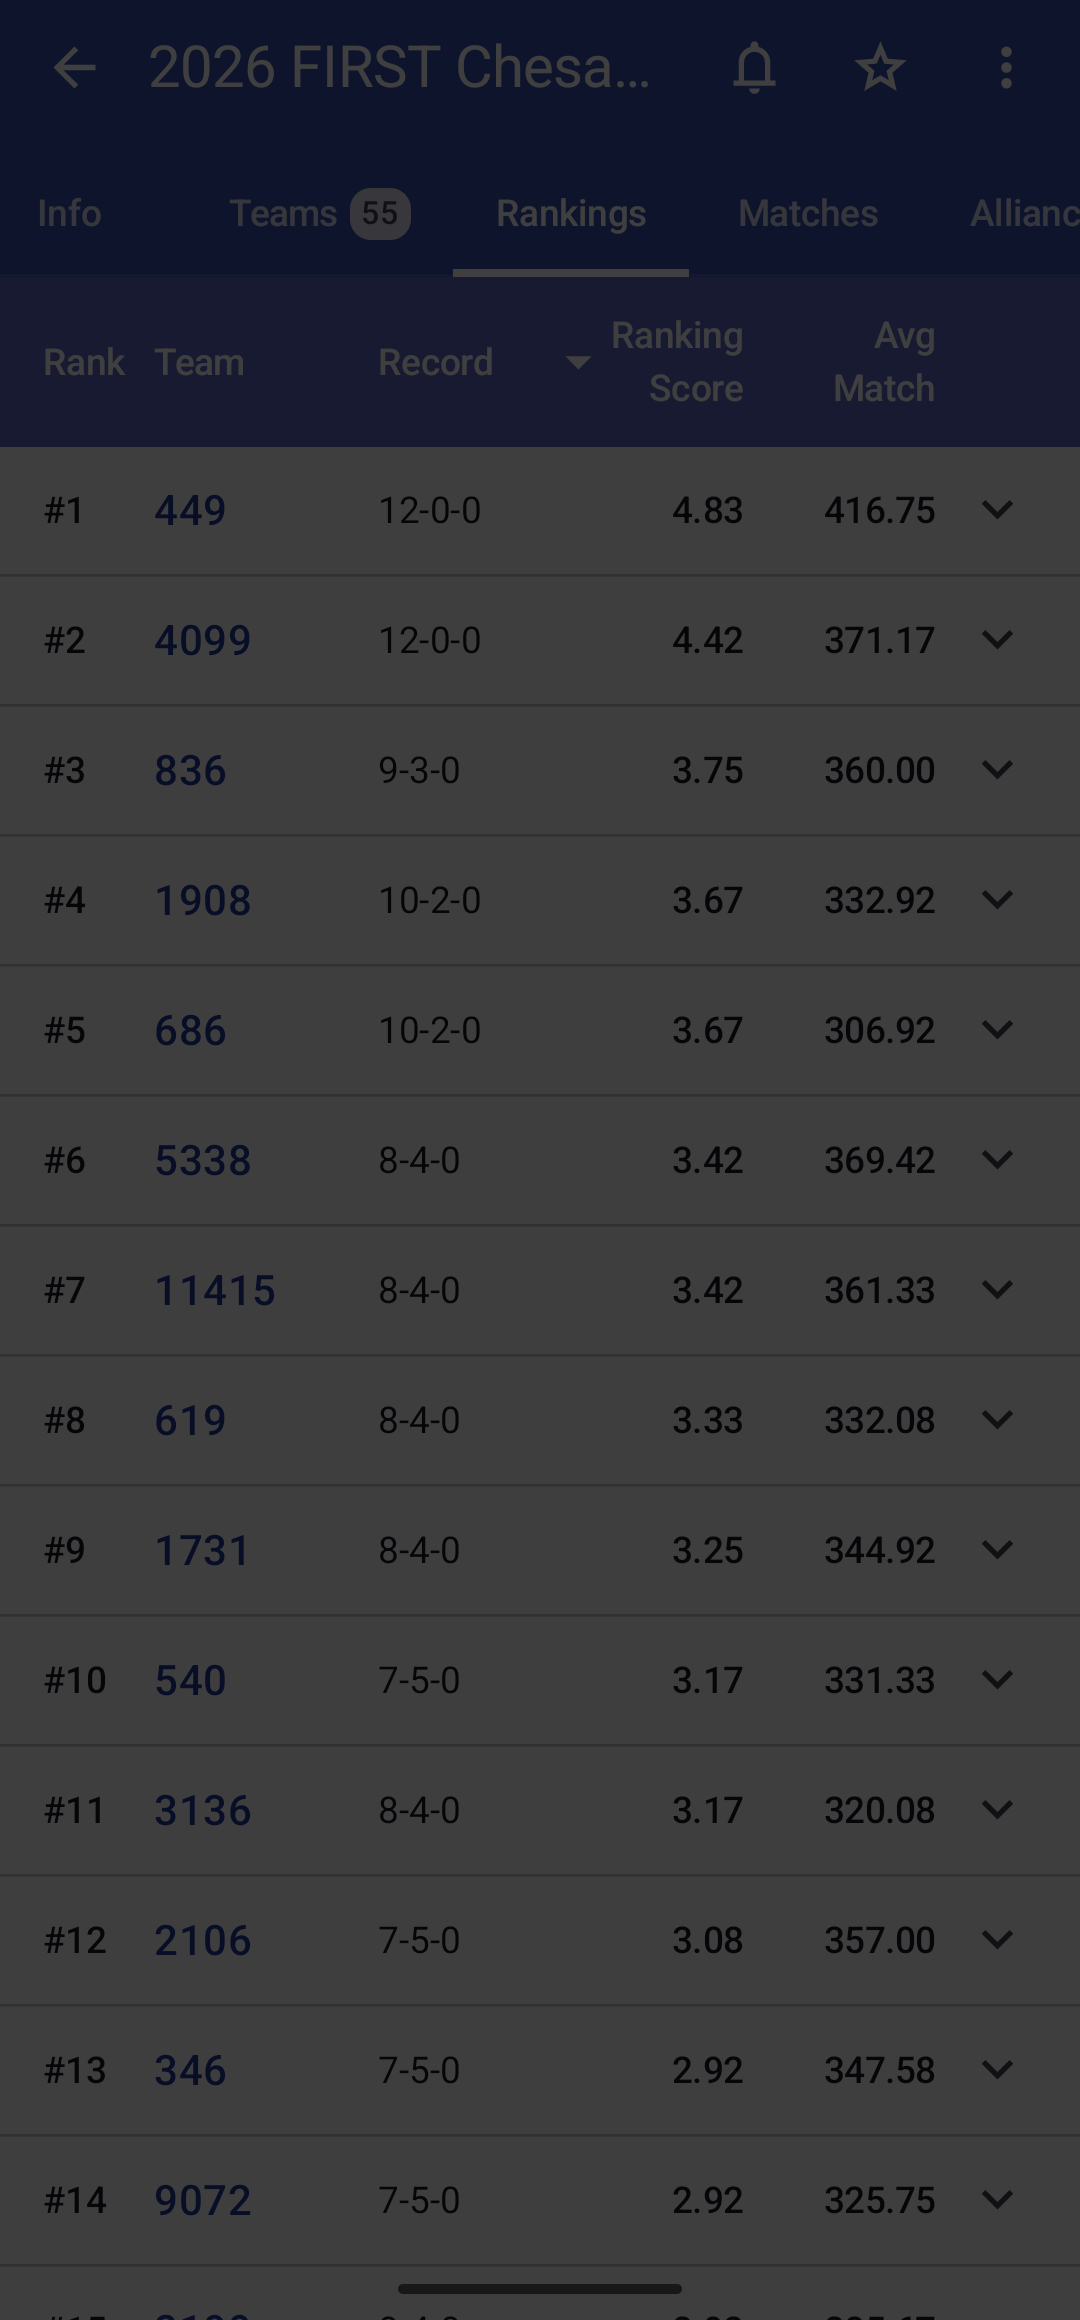 2026 FIRST Chesa...
Info Teams 55 Rankings Matches Allianc
Rank Team Record Ranking Score Avg Match
#1 449 12-0-0 4.83 416.75
#2 4099 12-0-0 4.42 371.17
#3 836 9-3-0 3.75 360.00
#4 1908 10-2-0 3.67 332.92
#5 686 10-2-0 3.67 306.92
#6 5338 8-4-0 3.42 369.42
#7 11415 8-4-0 3.42 361.33
#8 619 8-4-0 3.33 332.08
#9 1731 8-4-0 3.25 344.92
#10 540 7-5-0 3.17 331.33
#11 3136 8-4-0 3.17 320.08
#12 2106 7-5-0 3.08 357.00
#13 346 7-5-0 2.92 347.58
#14 9072 7-5-0 2.92 325.75